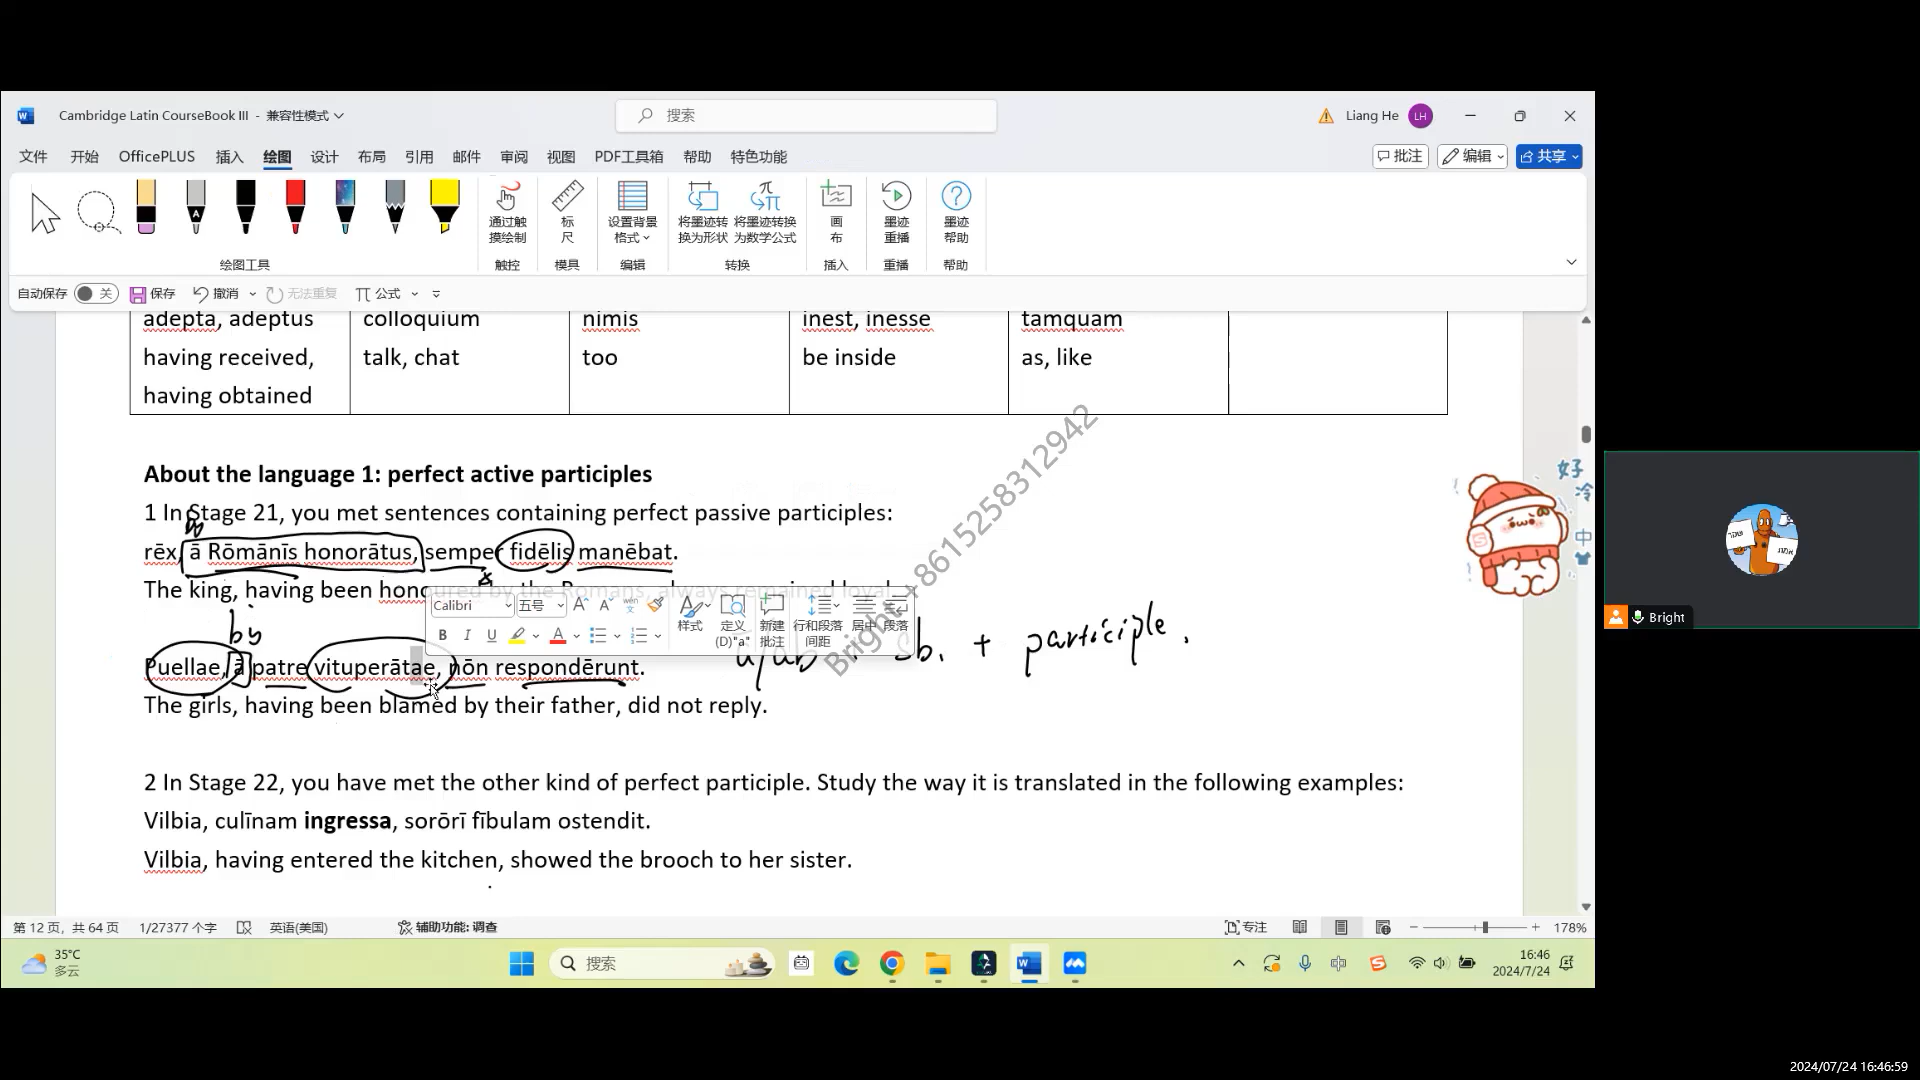 Cambridge Latin CourseBook III - 兼容性模式
搜索
Liang He LH
文件 开始 OfficePLUS 插入 绘图 设计 布局 引用 邮件 审阅 视图 PDF工具箱 帮助 特色功能
批注 编辑 共享
通过触摸绘制
标尺
设置背景格式
将墨迹转换为形状
将墨迹转换为数学公式
画布
墨迹重播
墨迹帮助
绘图工具 触控 模具 编辑 转换 插入 重播 帮助
自动保存 关 保存 撤消 无法重复 公式
adepta, adeptus colloquium nimis inest, inesse tamquam
having received, talk, chat too be inside as, like
having obtained
About the language 1: perfect active participles
1 In Stage 21, you met sentences containing perfect passive participles:
rēx, ā Rōmānīs honorātus, semper fidēlis manēbat.
The king, having been honoured by the Romans, always remained loyal.
Calibri 五号
B I U A
样式
定义(D)"a"
新建批注
行和段落间距
居中
段落
by
a/ab + sb. + participle.
Puellae, ā patre vituperātae, nōn respondērunt.
The girls, having been blamed by their father, did not reply.
2 In Stage 22, you have met the other kind of perfect participle. Study the way it is translated in the following examples:
Vilbia, culīnam ingressa, sorōrī fībulam ostendit.
Vilbia, having entered the kitchen, showed the brooch to her sister.
Bright +8615258312942
好冷
中
Bright
第 12 页，共 64 页 1/27377 个字 英语(美国) 辅助功能: 调查 专注 178%
35°C
多云
搜索
16:46
2024/7/24
2024/07/24 16:46:59